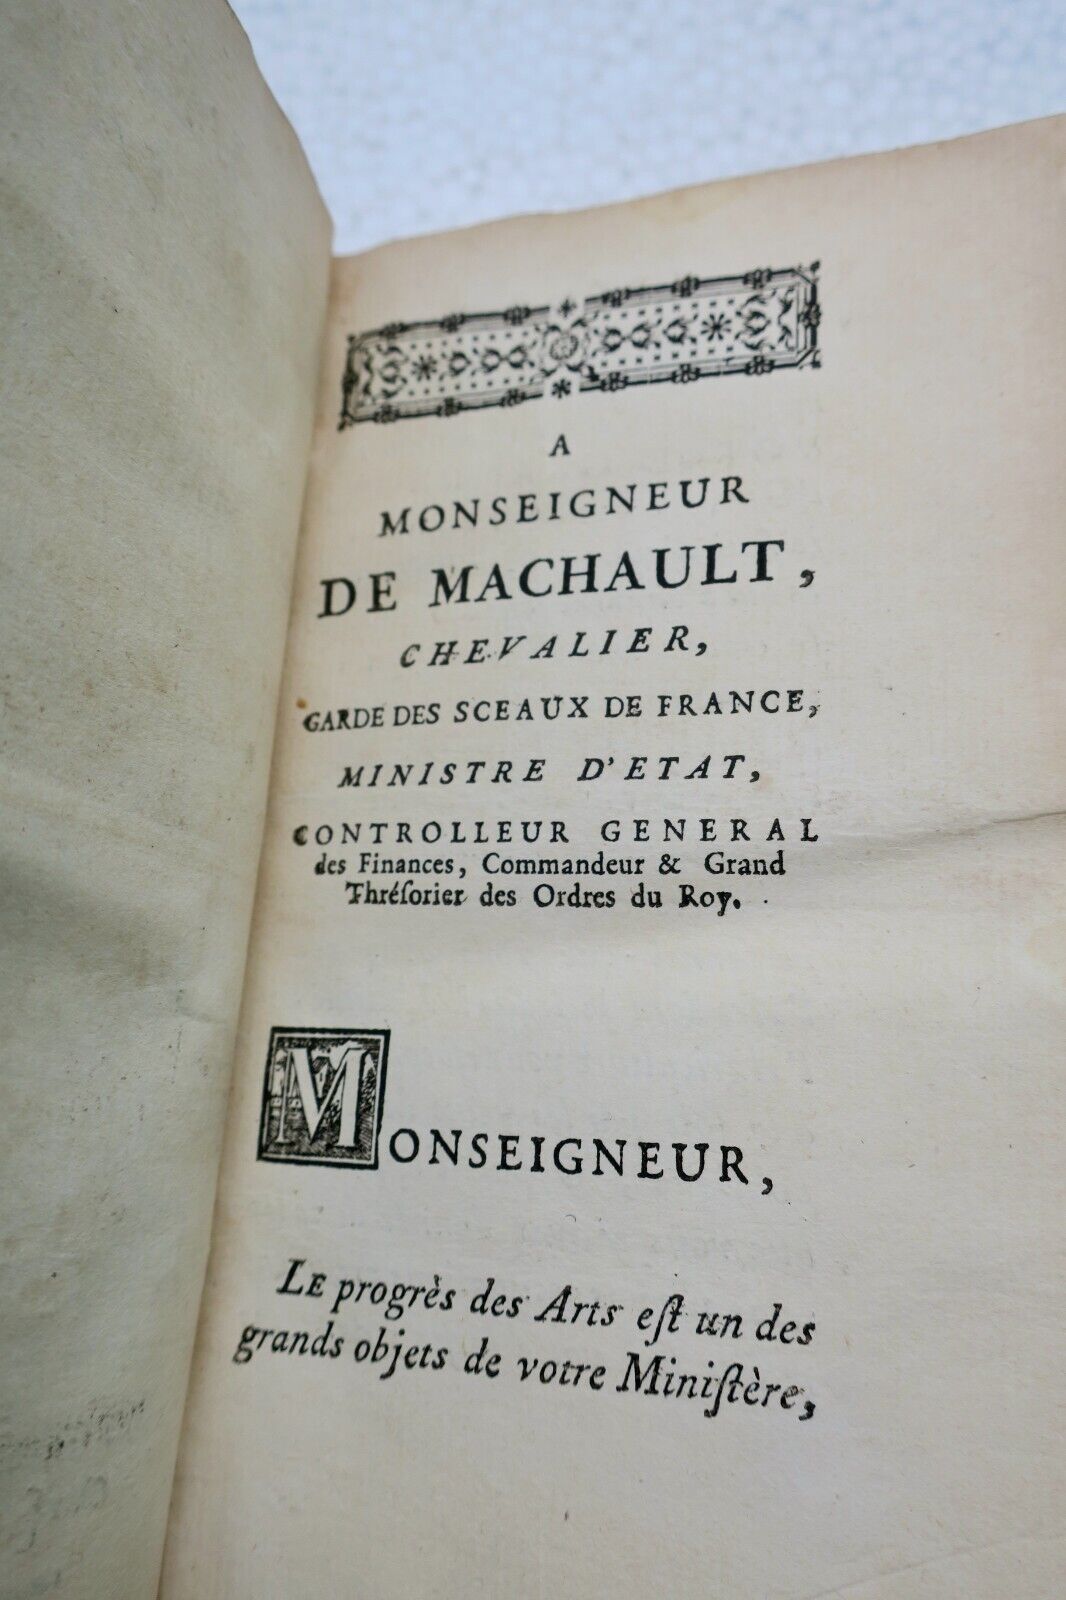 A
MONSEIGNEUR
DE MACHAULT,
CHEVALIER,
GARDE DES SCEAUX DE FRANCE,
MINISTRE D'ETAT,
CONTROLLEUR GENERAL
des Finances, Commandeur & Grand
Thréſorier des Ordres du Roy.
MONSEIGNEUR,
LE progrès des Arts eſt un des
grands objets de votre Miniſtère,